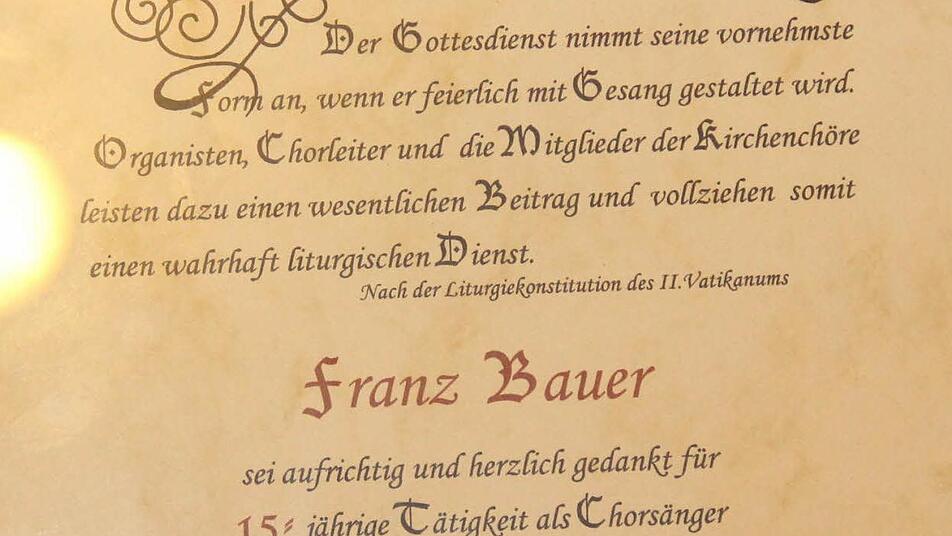 Der Gottesdienst nimmt seine vornehmste
Form an, wenn er feierlich mit Gesang gestaltet wird.
Organisten, Chorleiter und die Mitglieder der Kirchenchöre
leisten dazu einen wesentlichen Beitrag und vollziehen somit
einen wahrhaft liturgischen Dienst.
Nach der Liturgiekonstitution des II.Vatikanums
Franz Bauer
sei aufrichtig und herzlich gedankt für
15= jährige Tätigkeit als Chorsänger